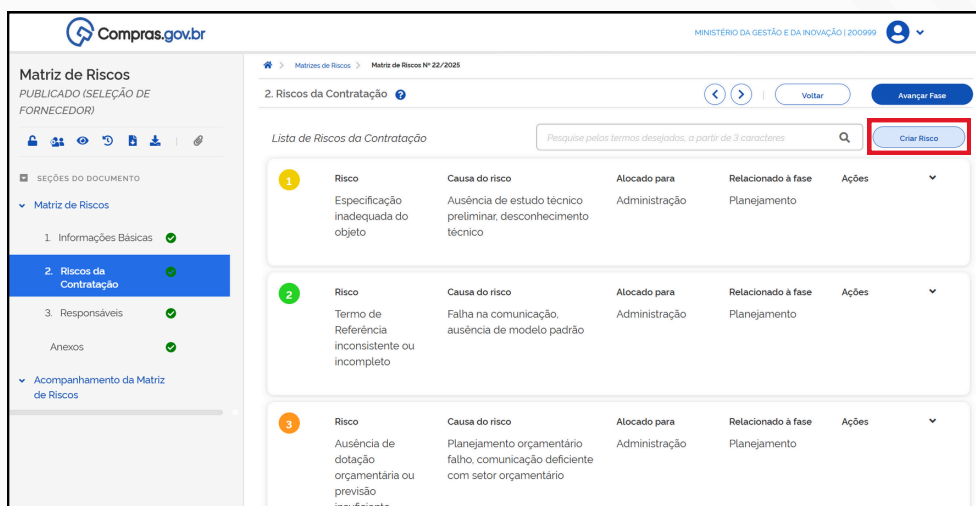 Compras.gov.br
MINISTÉRIO DA GESTÃO E DA INOVAÇÃO | 200999
Matriz de Riscos
PUBLICADO (SELEÇÃO DE
FORNECEDOR)
SEÇÕES DO DOCUMENTO
Matriz de Riscos
1. Informações Básicas
2. Riscos da
Contratação
3. Responsáveis
Anexos
Acompanhamento da Matriz
de Riscos
Matrizes de Riscos > Matriz de Riscos Nº 22/2025
2. Riscos da Contratação
Voltar
Avançar Fase
Lista de Riscos da Contratação
Pesquise pelos termos desejados, a partir de 3 caracteres
Criar Risco
1
Risco Causa do risco Alocado para Relacionado à fase Ações
Especificação Ausência de estudo técnico Administração Planejamento
inadequada do preliminar, desconhecimento
objeto técnico
2
Risco Causa do risco Alocado para Relacionado à fase Ações
Termo de Falha na comunicação, Administração Planejamento
Referência ausência de modelo padrão
inconsistente ou
incompleto
3
Risco Causa do risco Alocado para Relacionado à fase Ações
Ausência de Planejamento orçamentário Administração Planejamento
dotação falho, comunicação deficiente
orçamentária ou com setor orçamentário
previsão
insuficiente